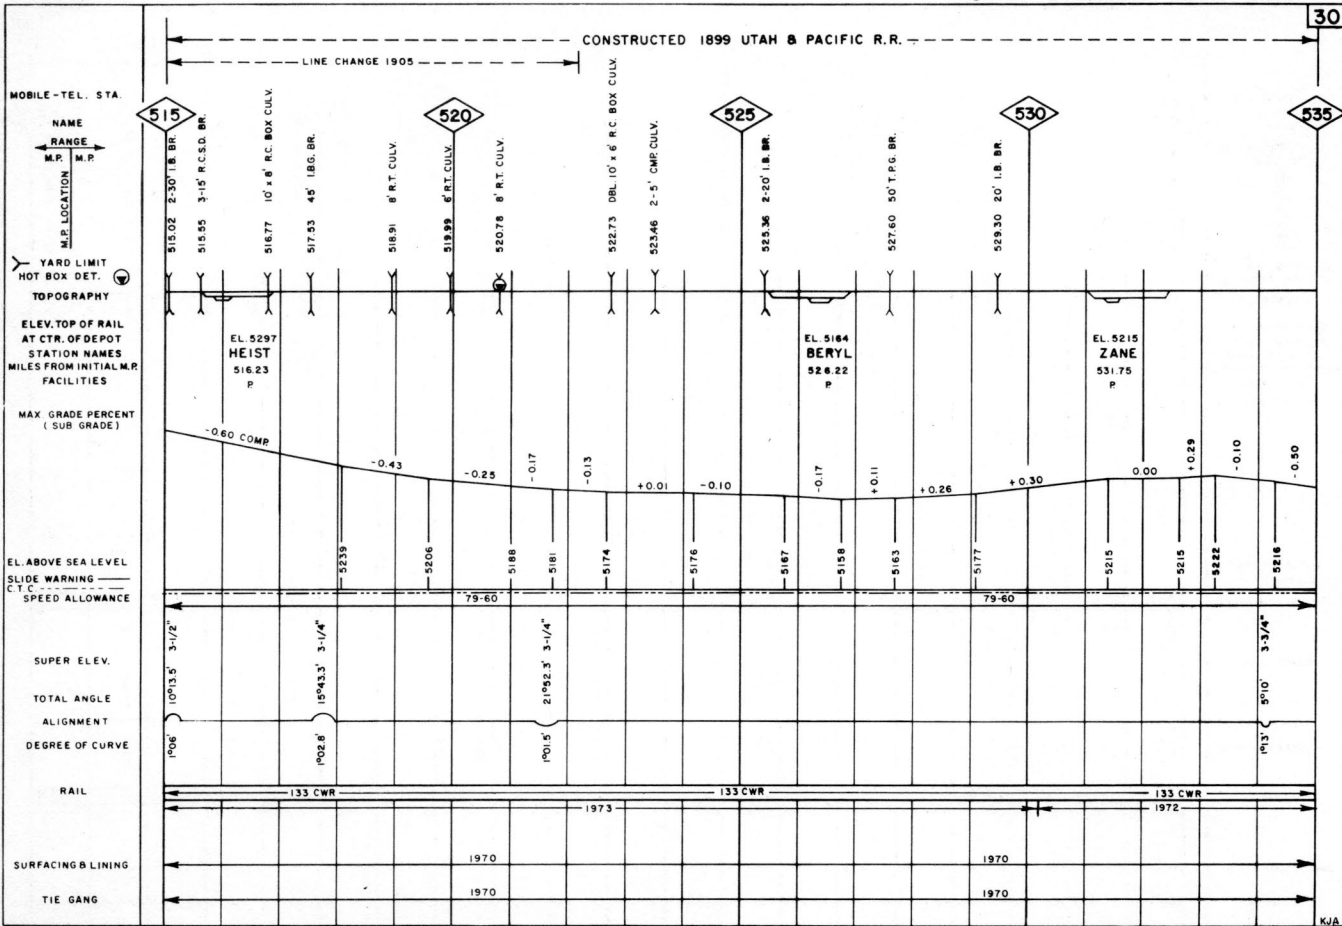 30
CONSTRUCTED 1899 UTAH & PACIFIC R.R.
LINE CHANGE 1905
MOBILE-TEL. STA.
NAME
RANGE
M.P. M.P.
M.P. LOCATION
515 520 525 530 535
515.02 2-30' I.B. BR.
515.55 3-15' R.C.S.D. BR.
516.77 10' x 8' R.C. BOX CULV.
517.53 45' I.B.G. BR.
518.91 8' R.T. CULV.
519.99 6' R.T. CULV.
520.78 8' R.T. CULV.
522.73 DBL. 10' x 6' R.C. BOX CULV.
523.46 2-5' CMP. CULV.
525.36 2-20' I.B. BR.
527.60 50' T.P.G. BR.
529.30 20' I.B. BR.
YARD LIMIT
HOT BOX DET.
TOPOGRAPHY
ELEV. TOP OF RAIL
AT CTR. OF DEPOT
STATION NAMES
MILES FROM INITIAL M.P.
FACILITIES
EL. 5297
HEIST
516.23
P
EL. 5164
BERYL
526.22
P
EL. 5215
ZANE
531.75
P
MAX. GRADE PERCENT
(SUB GRADE)
-0.60 COMP. -0.43 -0.25 -0.17 -0.13 +0.01 -0.10 -0.17 +0.11 +0.26 +0.30 0.00 +0.29 -0.10 -0.50
EL. ABOVE SEA LEVEL
5239 5206 5188 5181 5174 5176 5167 5158 5163 5177 5215 5215 5222 5216
SLIDE WARNING
C.T.C.
SPEED ALLOWANCE
79-60 79-60
SUPER ELEV.
3-1/2" 3-1/4" 3-1/4" 3-3/4"
TOTAL ANGLE
10°13.5' 15°43.3' 21°52.3' 5°10'
ALIGNMENT
DEGREE OF CURVE
1°06' 1°02.8' 1°01.5' 1°13'
RAIL
133 CWR 133 CWR 133 CWR
1973 1972
SURFACING & LINING
1970 1970
TIE GANG
1970 1970
KJA